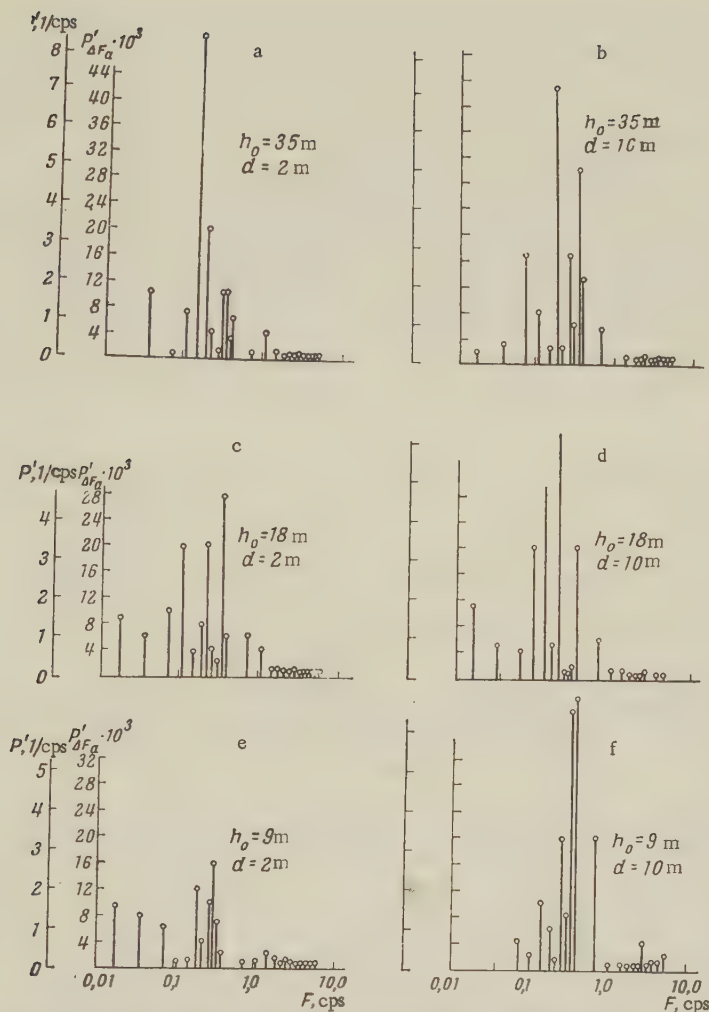 ′, 1/cps P′ΔFa · 10³
a
8
7
6
5
4
3
2
1
0
44
40
36
32
28
24
20
16
12
8
4
h₀ = 35 m
d = 2 m
b
h₀ = 35 m
d = 10 m
P′, 1/cps P′ΔFa · 10³
c
4
3
2
1
0
28
24
20
16
12
8
4
h₀ = 18 m
d = 2 m
d
h₀ = 18 m
d = 10 m
P′, 1/cps P′ΔFa · 10³
e
5
4
3
2
1
0
32
28
24
20
16
12
8
4
h₀ = 9 m
d = 2 m
0,01 0,1 1,0 10,0
F, cps
f
h₀ = 9 m
d = 10 m
0,01 0,1 1,0 10,0
F, cps